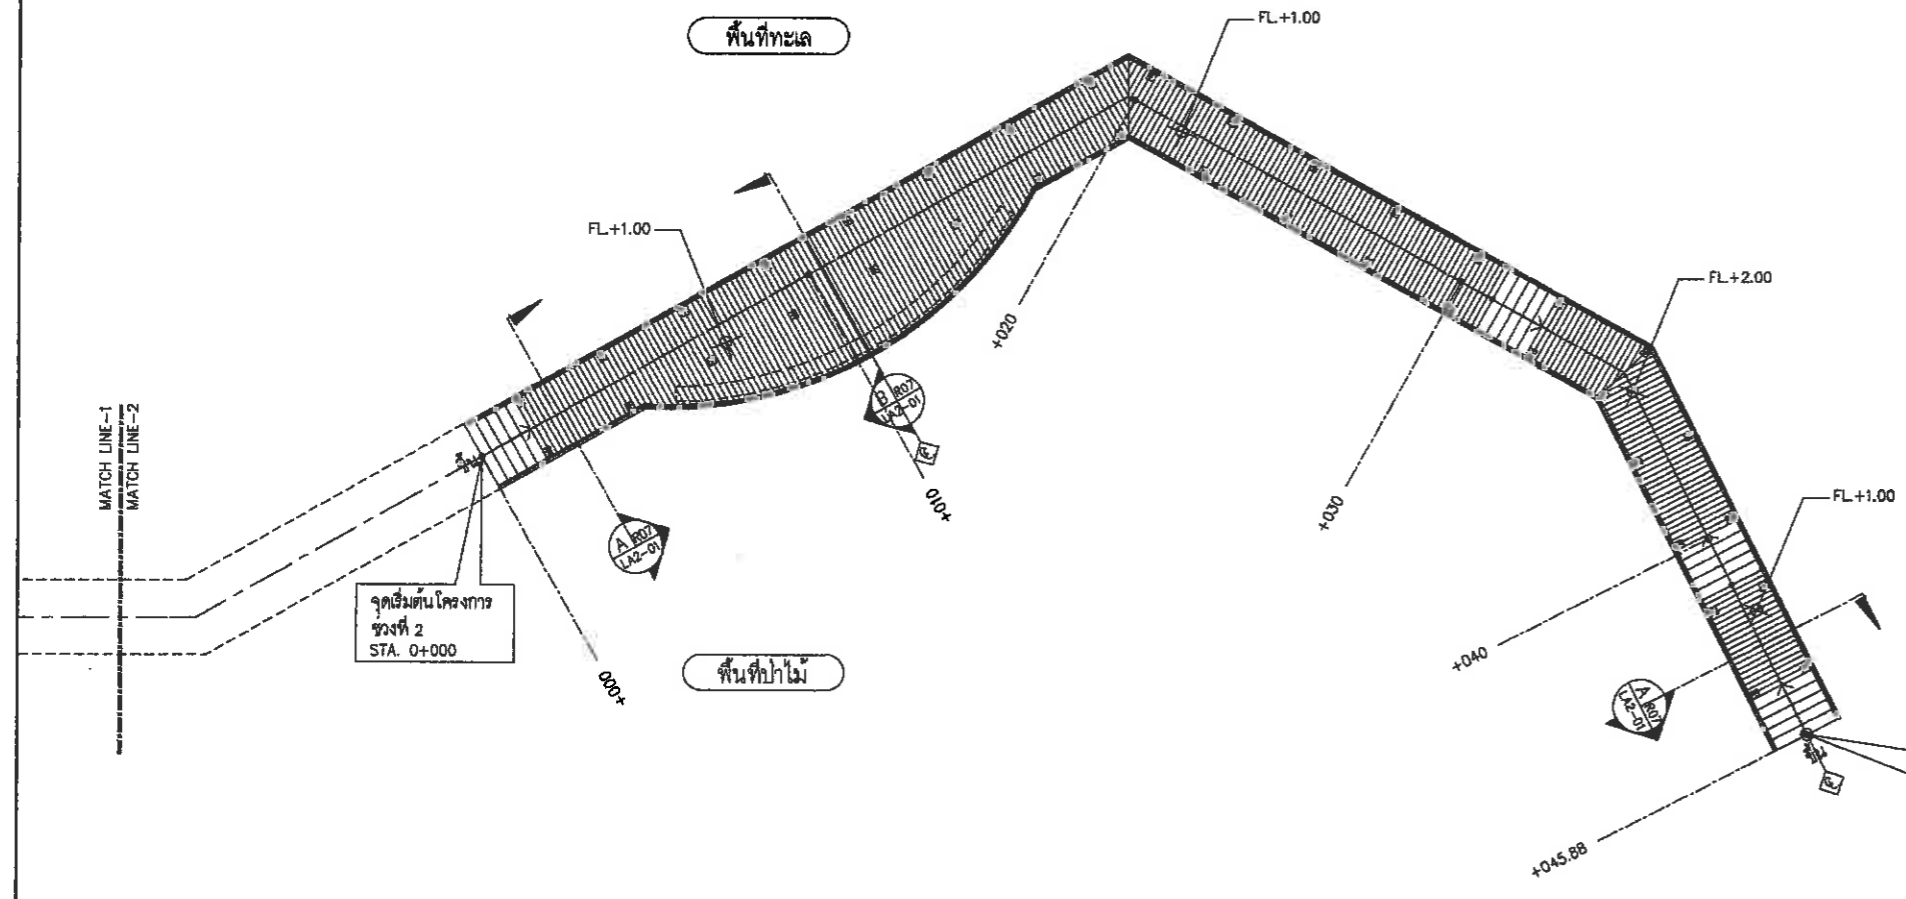 พื้นที่ทะเล
FL.+1.00
FL.+1.00
FL.+2.00
FL.+1.00
MATCH LINE-1
MATCH LINE-2
+020
+010
+030
+000
+040
+045.88
B R07
LA2-01
A R07
LA2-01
A R07
LA2-01
จุดเริ่มต้นโครงการ
ช่วงที่ 2
STA. 0+000
พื้นที่ป่าไม้
ขึ้น